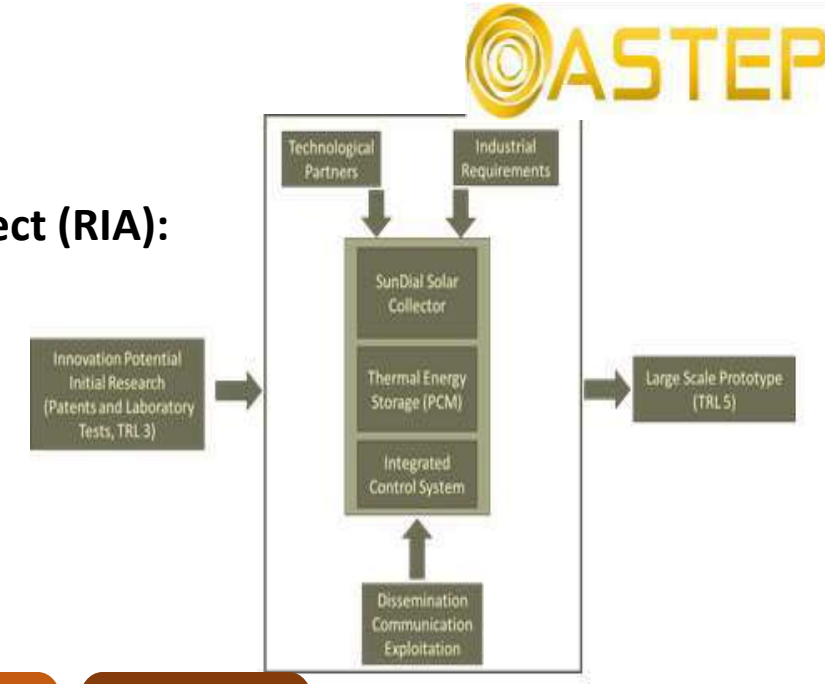 ASTEP
ect (RIA):
Technological
Partners
Industrial
Requirements
SunDial Solar
Collector
Innovation Potential
Initial Research
(Patents and Laboratory
Tests, TRL 3)
Thermal Energy
Storage (PCM)
Large Scale Prototype
(TRL 5)
Integrated
Control System
Dissemination
Communication
Exploitation